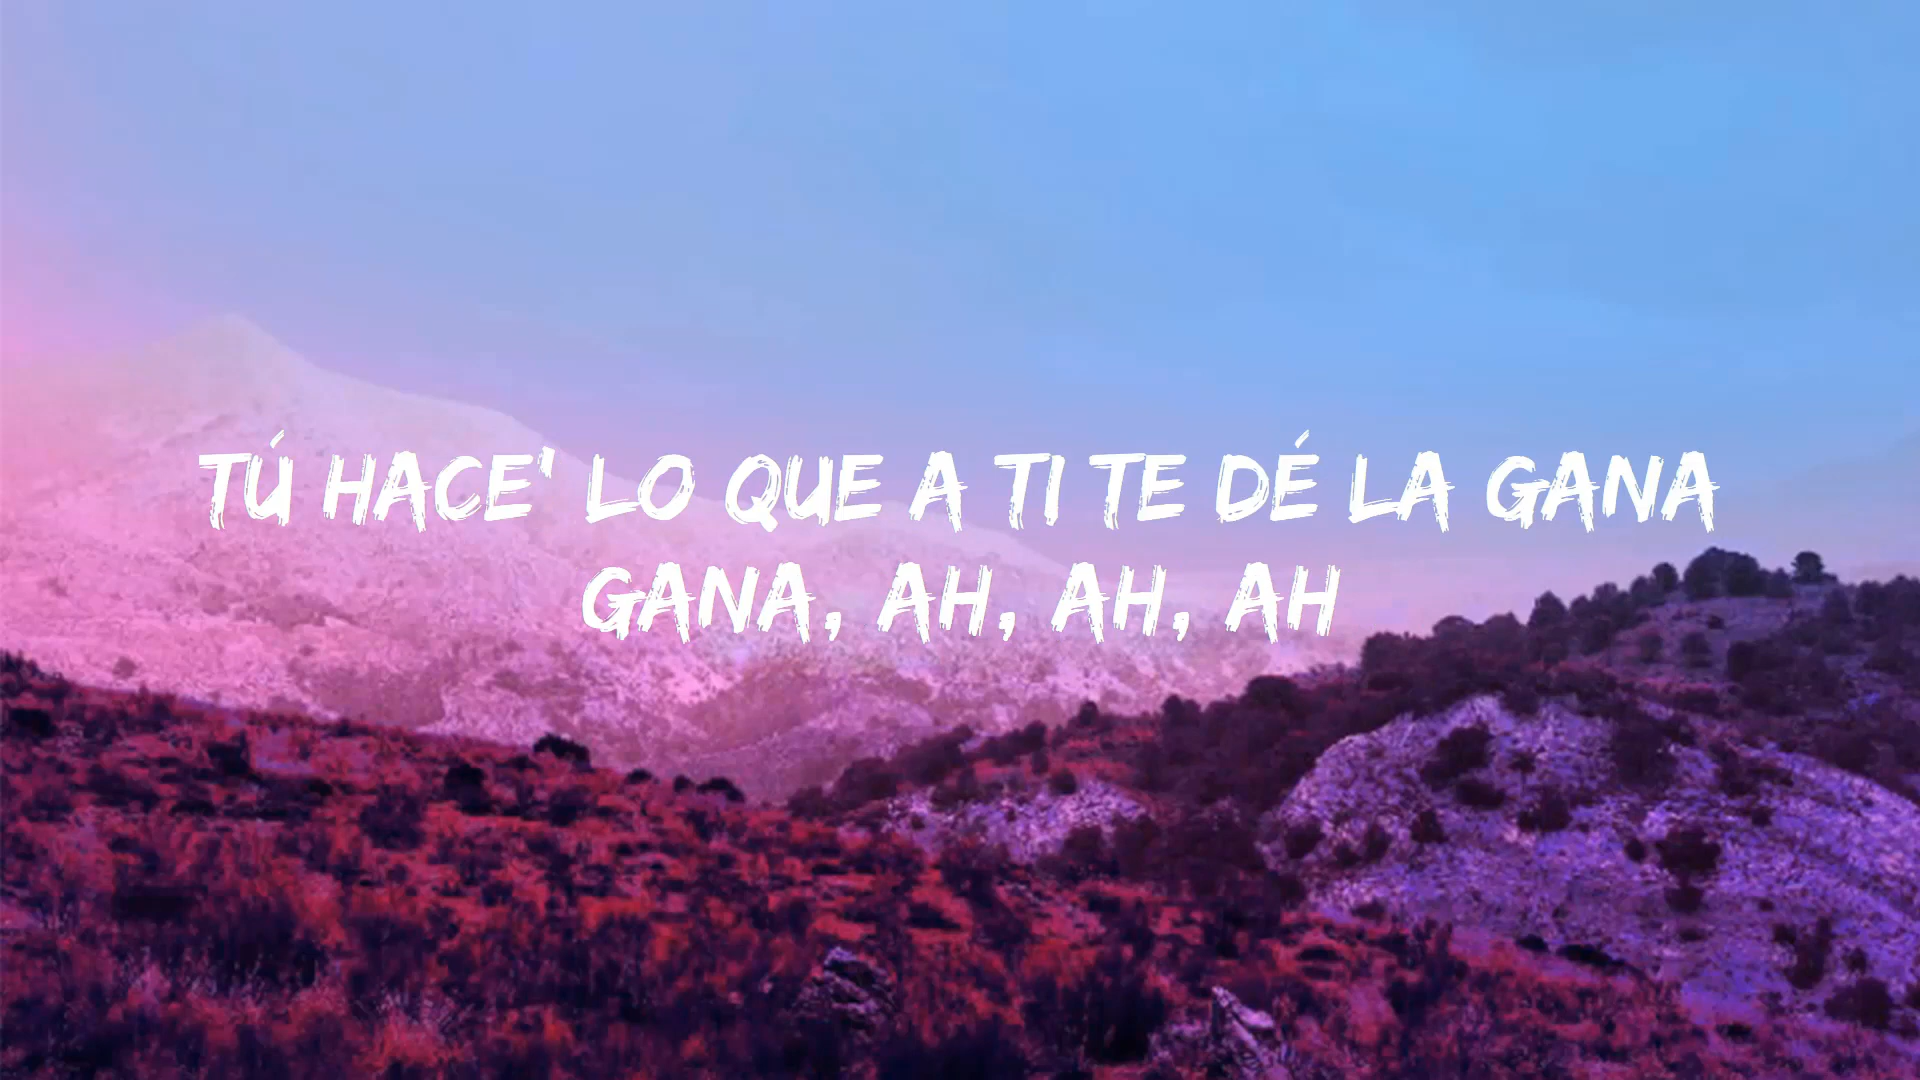 TÚ HACE' LO QUE A TI TE DÉ LA GANA
GANA, AH, AH, AH